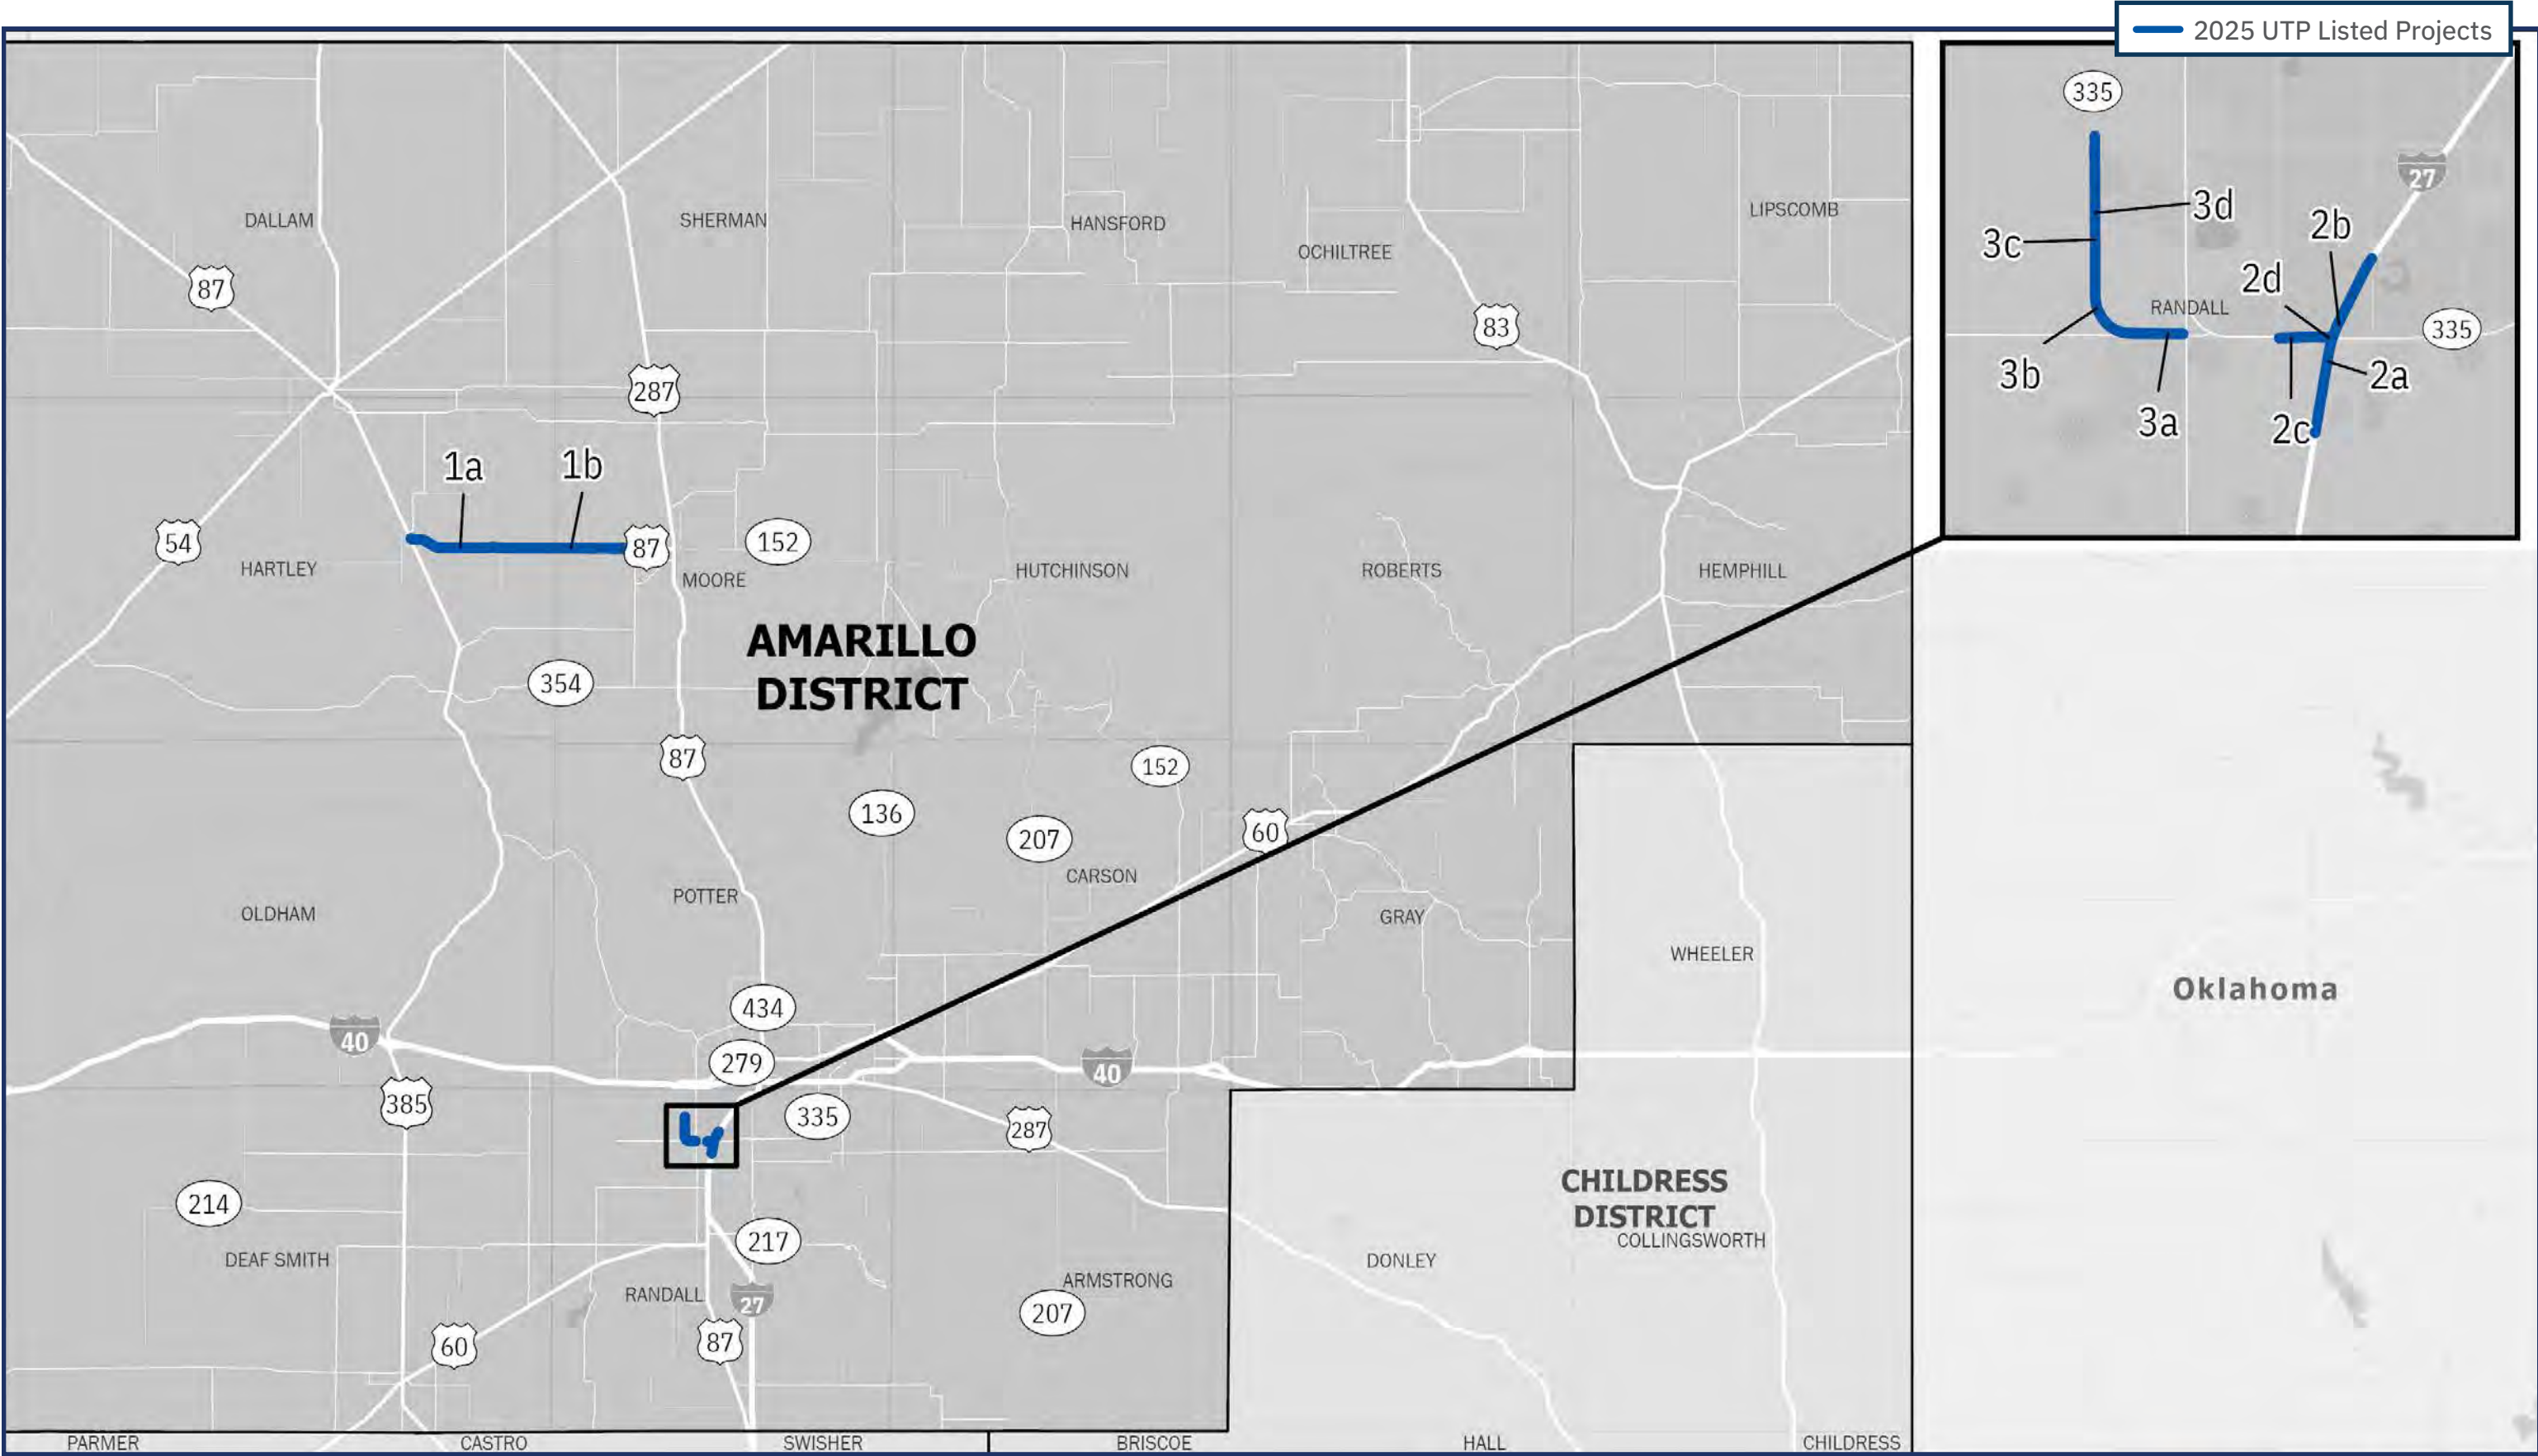 2025 UTP Listed Projects
335
27
3d
2b
3c
2d
RANDALL
335
3b
2a
3a
2c
DALLAM
SHERMAN
HANSFORD
LIPSCOMB
OCHILTREE
87
83
287
1a
1b
54
87
152
HARTLEY
MOORE
HUTCHINSON
ROBERTS
HEMPHILL
AMARILLO
DISTRICT
354
87
152
136
207
60
CARSON
POTTER
OLDHAM
GRAY
WHEELER
Oklahoma
434
40
279
40
385
335
287
CHILDRESS
DISTRICT
214
217
COLLINGSWORTH
DEAF SMITH
DONLEY
ARMSTRONG
RANDALL
27
207
60
87
PARMER
CASTRO
SWISHER
BRISCOE
HALL
CHILDRESS